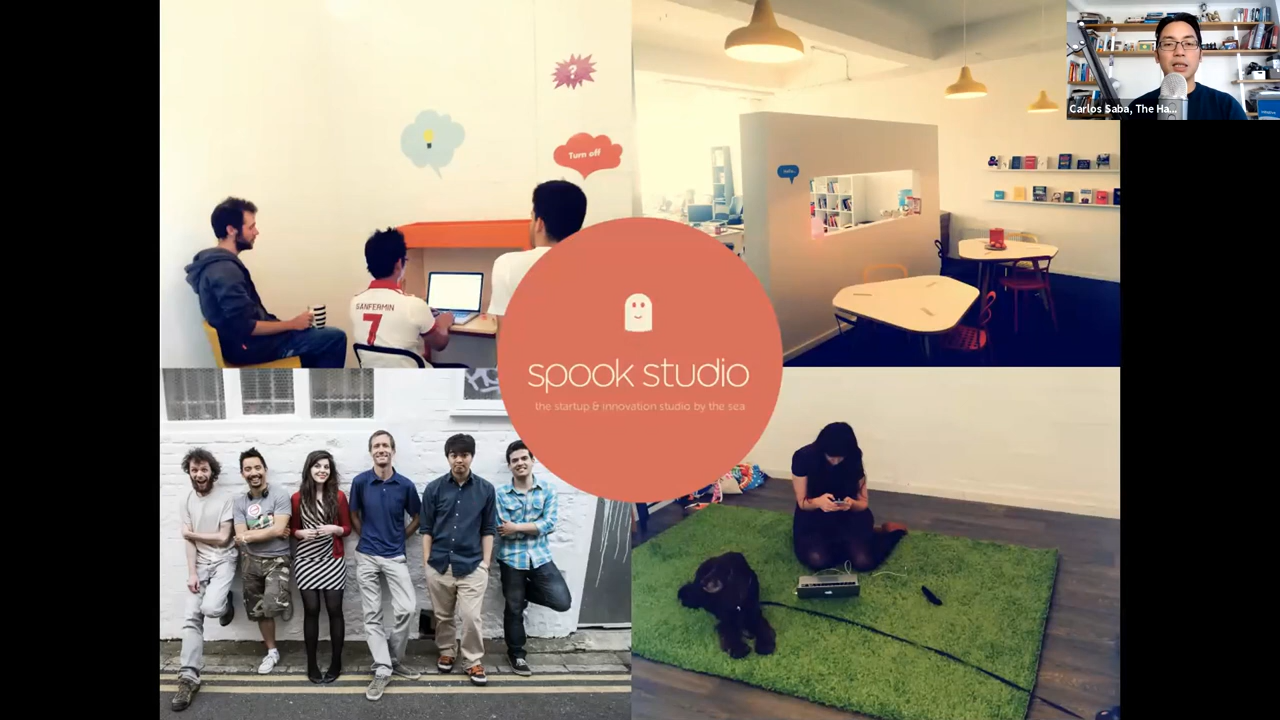 ?
Turn off
Carlos Saba, The Ha...
SANFERMIN
7
spook studio
the startup & innovation studio by the sea